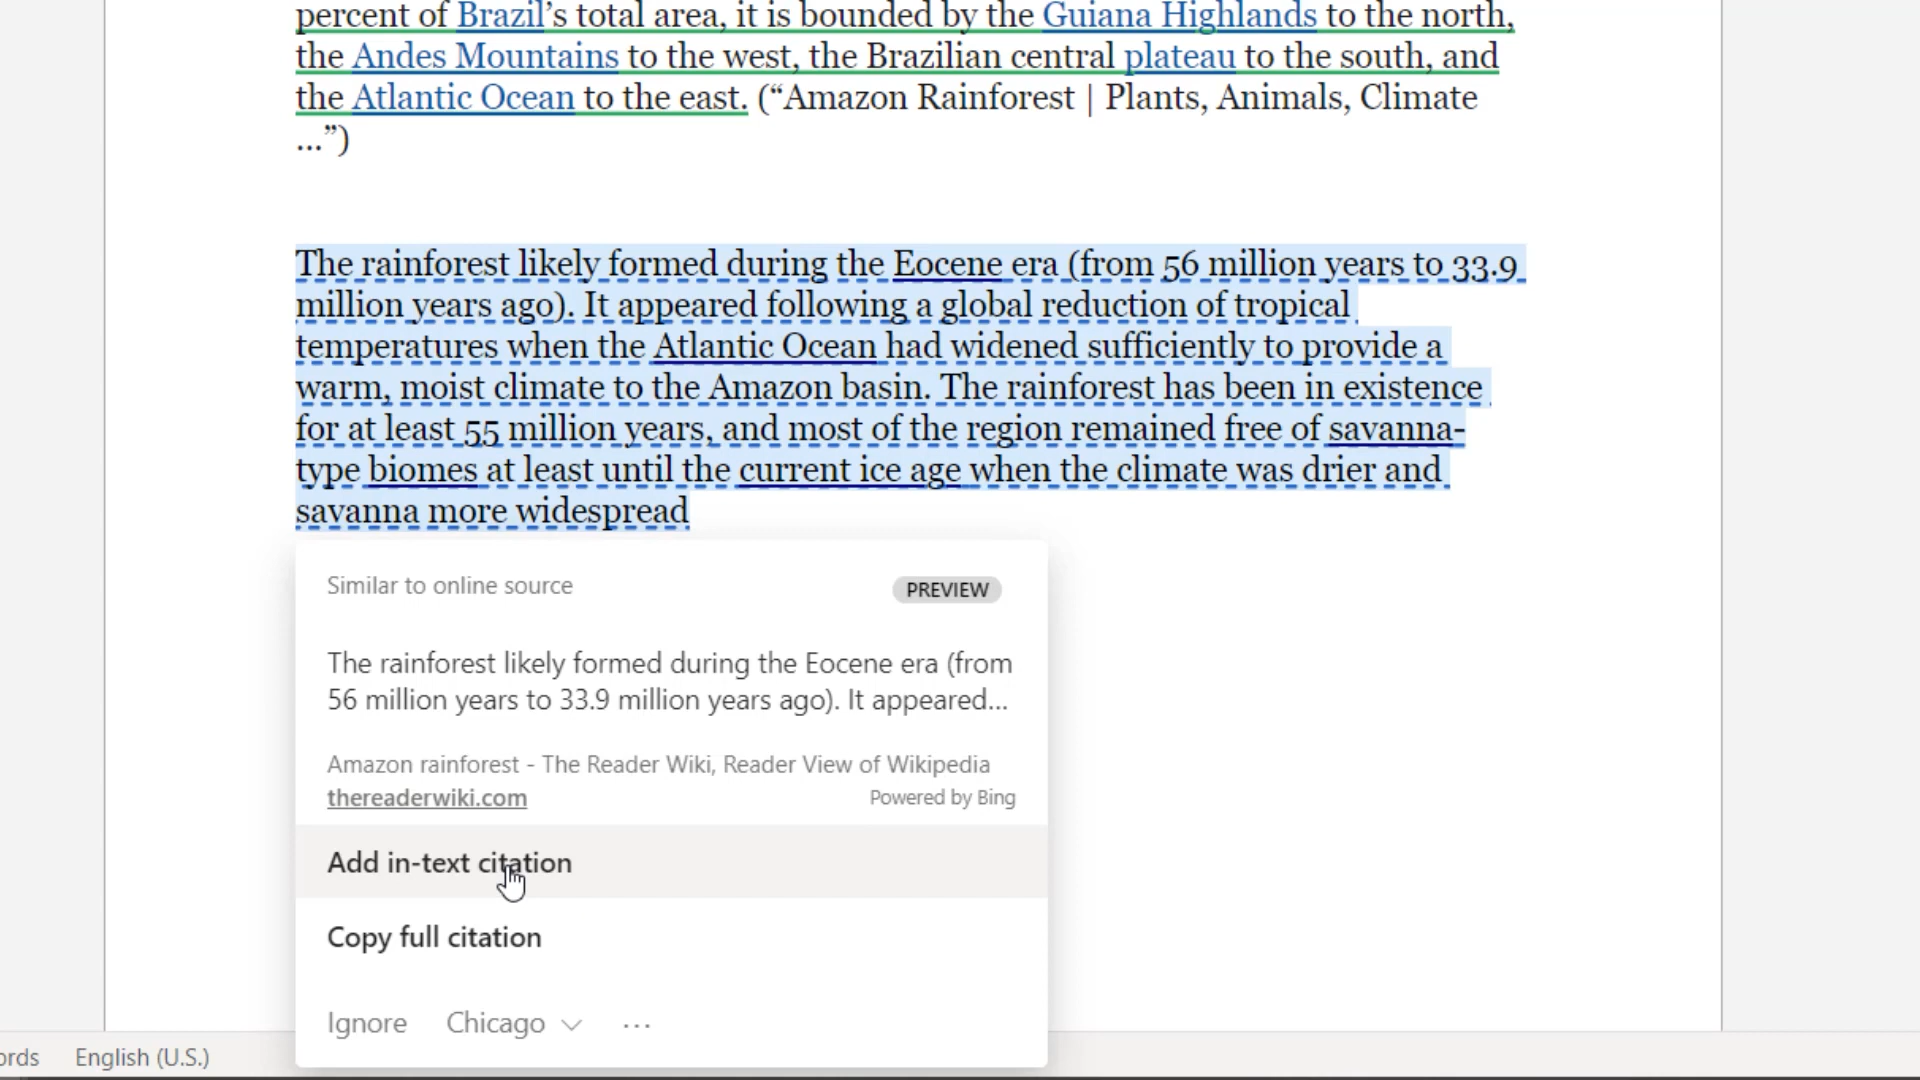 percent of Brazil’s total area, it is bounded by the Guiana Highlands to the north,
the Andes Mountains to the west, the Brazilian central plateau to the south, and
the Atlantic Ocean to the east. (“Amazon Rainforest | Plants, Animals, Climate
...”)
The rainforest likely formed during the Eocene era (from 56 million years to 33.9
million years ago). It appeared following a global reduction of tropical
temperatures when the Atlantic Ocean had widened sufficiently to provide a
warm, moist climate to the Amazon basin. The rainforest has been in existence
for at least 55 million years, and most of the region remained free of savanna-
type biomes at least until the current ice age when the climate was drier and
savanna more widespread
Similar to online source
PREVIEW
The rainforest likely formed during the Eocene era (from
56 million years to 33.9 million years ago). It appeared...
Amazon rainforest - The Reader Wiki, Reader View of Wikipedia
thereaderwiki.com
Powered by Bing
Add in-text citation
Copy full citation
Ignore Chicago ...
English (U.S.)